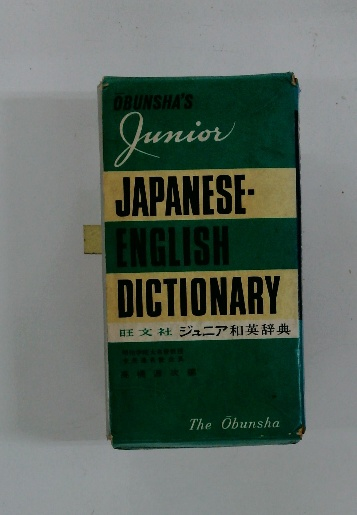 ŌBUNSHA'S
Junior
JAPANESE-
ENGLISH
DICTIONARY
旺文社 ジュニア和英辞典
The Ōbunsha